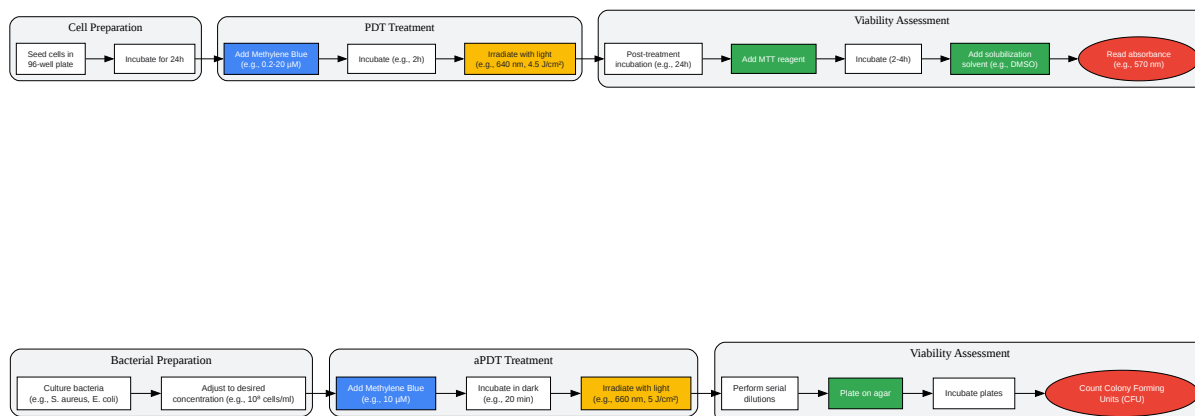 Cell Preparation
Seed cells in
96-well plate
Incubate for 24h
PDT Treatment
Add Methylene Blue
(e.g., 0.2-20 μM)
Incubate (e.g., 2h)
Irradiate with light
(e.g., 640 nm, 4.5 J/cm²)
Viability Assessment
Post-treatment
incubation (e.g., 24h)
Add MTT reagent
Incubate (2-4h)
Add solubilization
solvent (e.g., DMSO)
Read absorbance
(e.g., 570 nm)
Bacterial Preparation
Culture bacteria
(e.g., S. aureus, E. coli)
Adjust to desired
concentration (e.g., 10⁹ cells/ml)
aPDT Treatment
Add Methylene Blue
(e.g., 10 μM)
Incubate in dark
(e.g., 20 min)
Irradiate with light
(e.g., 660 nm, 5 J/cm²)
Viability Assessment
Perform serial
dilutions
Plate on agar
Incubate plates
Count Colony Forming
Units (CFU)